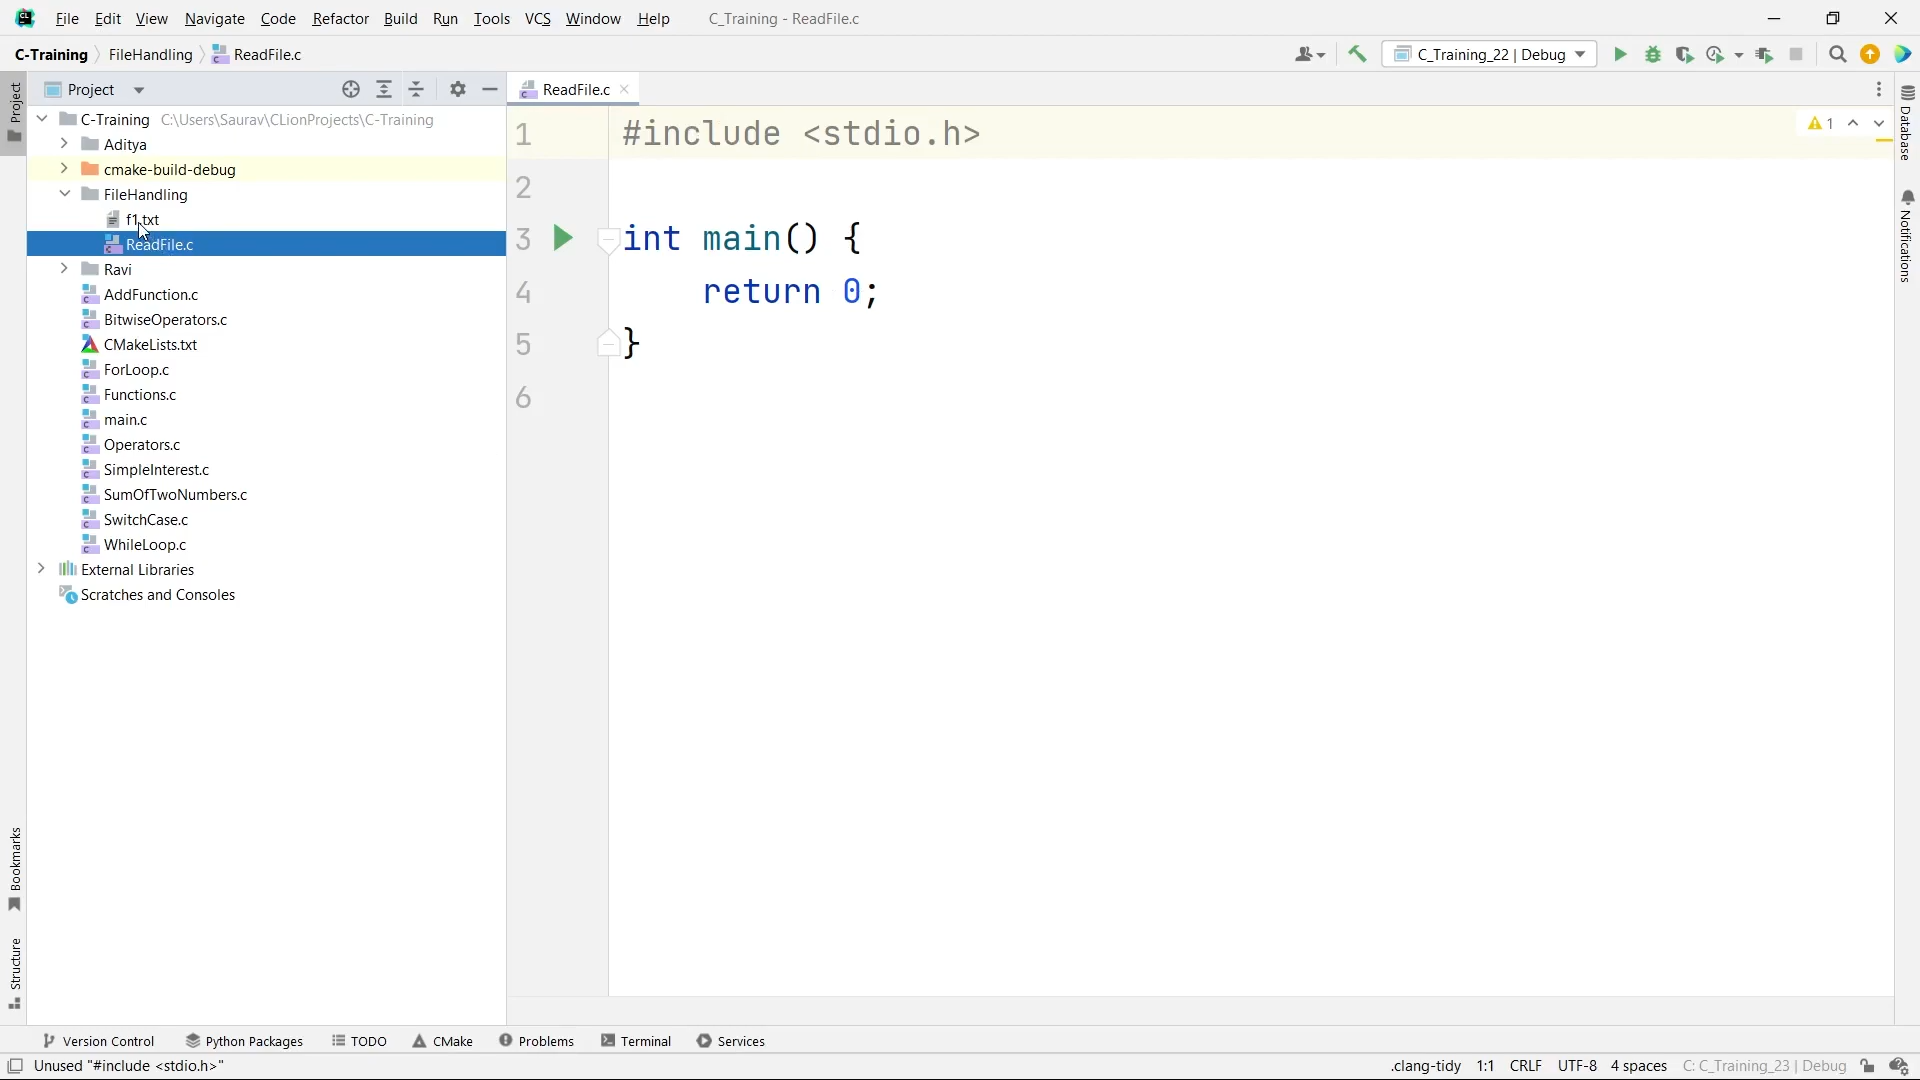 File Edit View Navigate Code Refactor Build Run Tools VCS Window Help C_Training - ReadFile.c
C-Training FileHandling ReadFile.c C_Training_22 | Debug
Project
Project
ReadFile.c
C-Training C:\Users\Saurav\CLionProjects\C-Training
Aditya
cmake-build-debug
FileHandling
f1.txt
ReadFile.c
Ravi
AddFunction.c
BitwiseOperators.c
CMakeLists.txt
ForLoop.c
Functions.c
main.c
Operators.c
SimpleInterest.c
SumOfTwoNumbers.c
SwitchCase.c
WhileLoop.c
External Libraries
Scratches and Consoles
1 #include <stdio.h>
2
3 int main() {
4 return 0;
5 }
6
1
Database
Notifications
Bookmarks
Structure
Version Control Python Packages TODO CMake Problems Terminal Services
Unused "#include <stdio.h>" .clang-tidy 1:1 CRLF UTF-8 4 spaces C: C_Training_23 | Debug